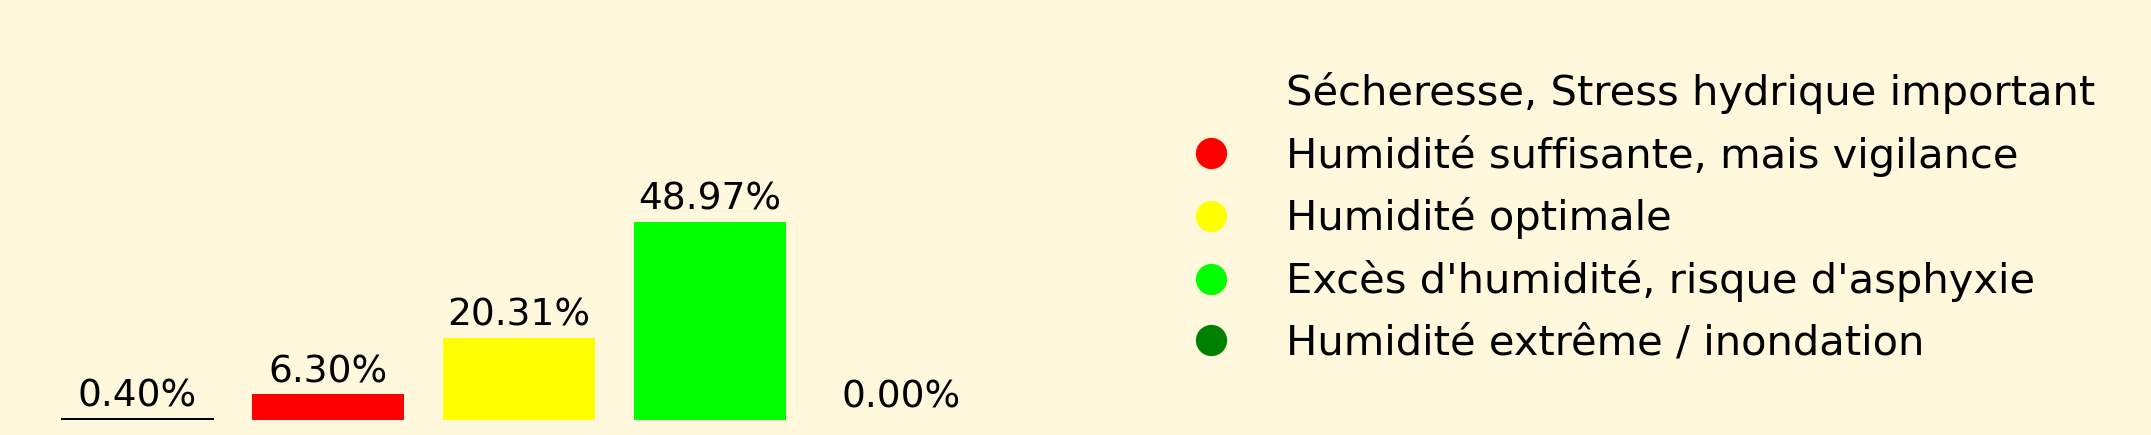 0.40%
6.30%
20.31%
48.97%
0.00%
Sécheresse, Stress hydrique important
Humidité suffisante, mais vigilance
Humidité optimale
Excès d'humidité, risque d'asphyxie
Humidité extrême / inondation